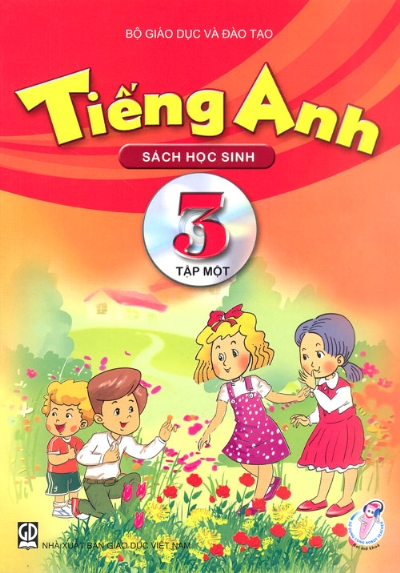 BỘ GIÁO DỤC VÀ ĐÀO TẠO
Tiếng Anh
SÁCH HỌC SINH
3
TẬP MỘT
GD
NHÀ XUẤT BẢN GIÁO DỤC VIỆT NAM